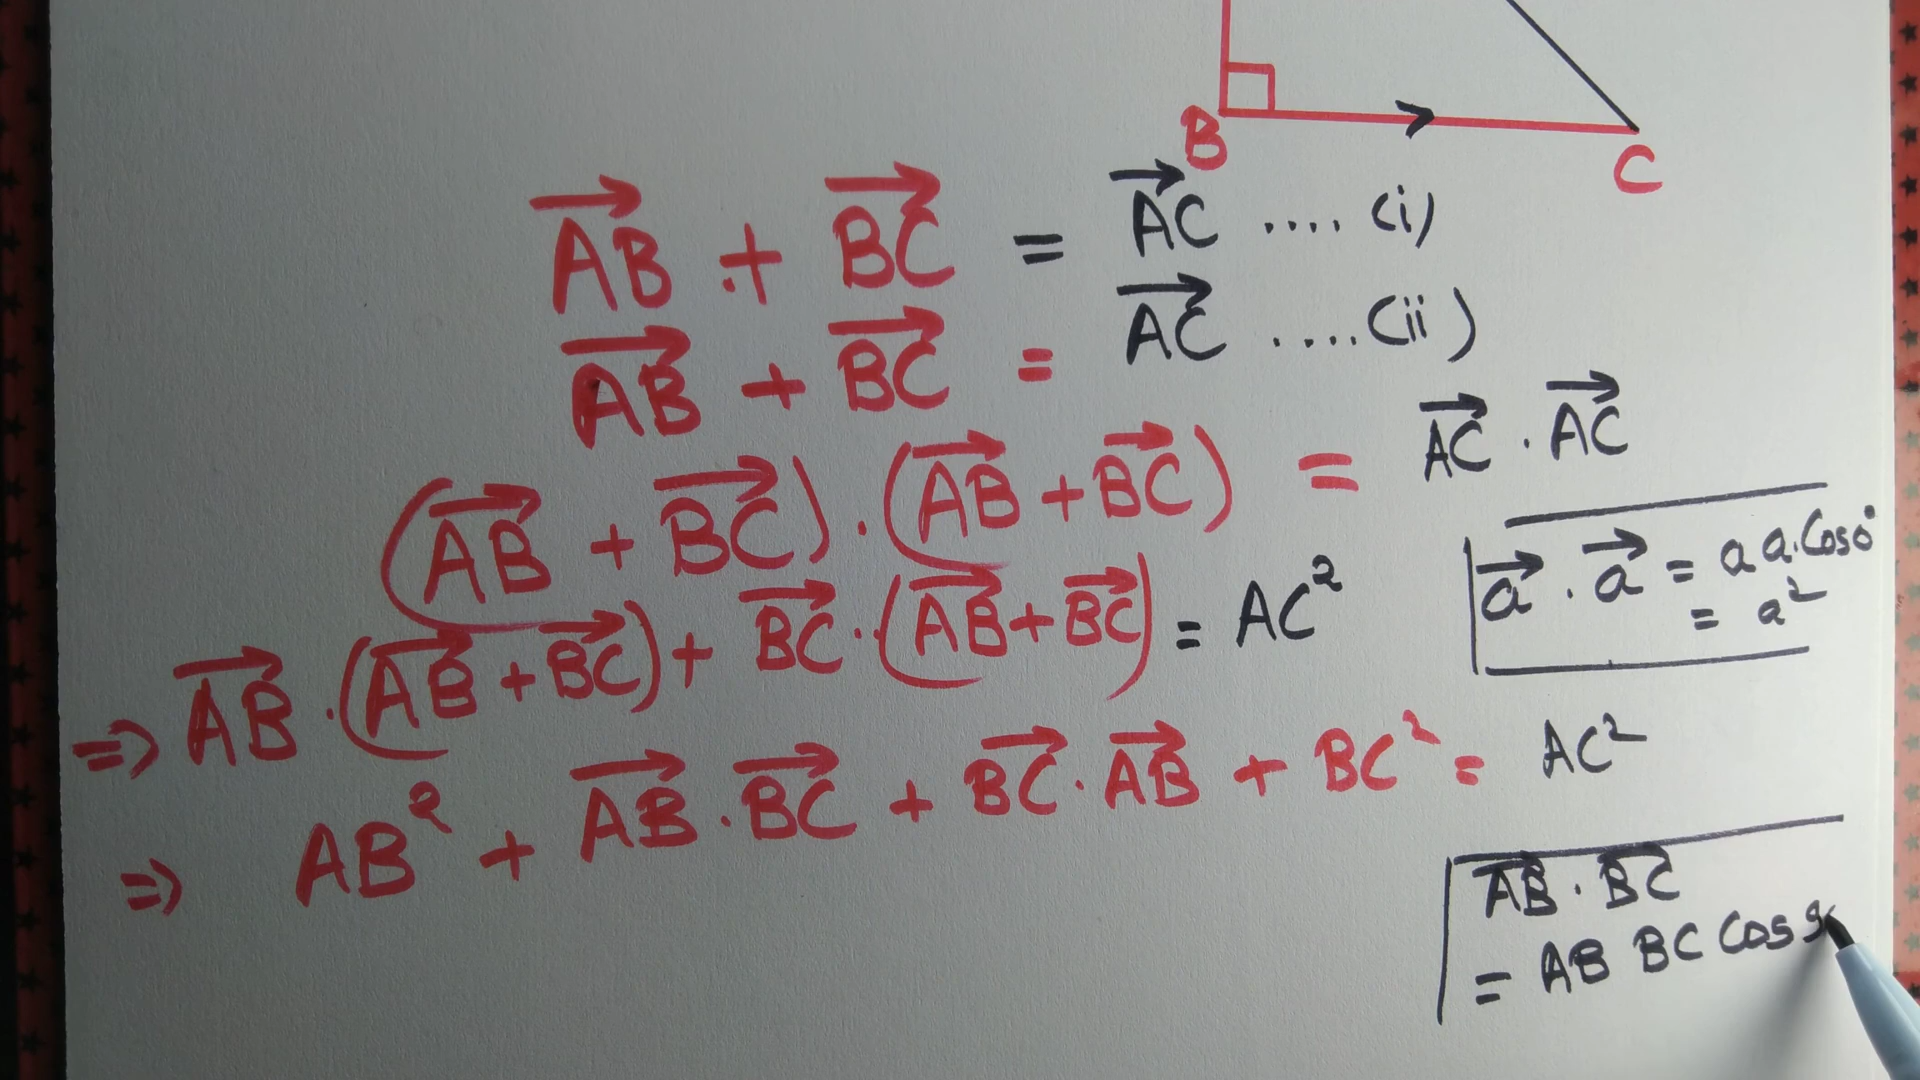 B
C
AB + BC = AC .... (i)
AB + BC = AC ....(ii)
(AB + BC) . (AB + BC) = AC . AC
a . a = a a. Cos0°
= a²
=> AB . (AB + BC) + BC . (AB + BC) = AC²
=> AB² + AB . BC + BC . AB + BC² = AC²
AB . BC
= AB BC Cos 9